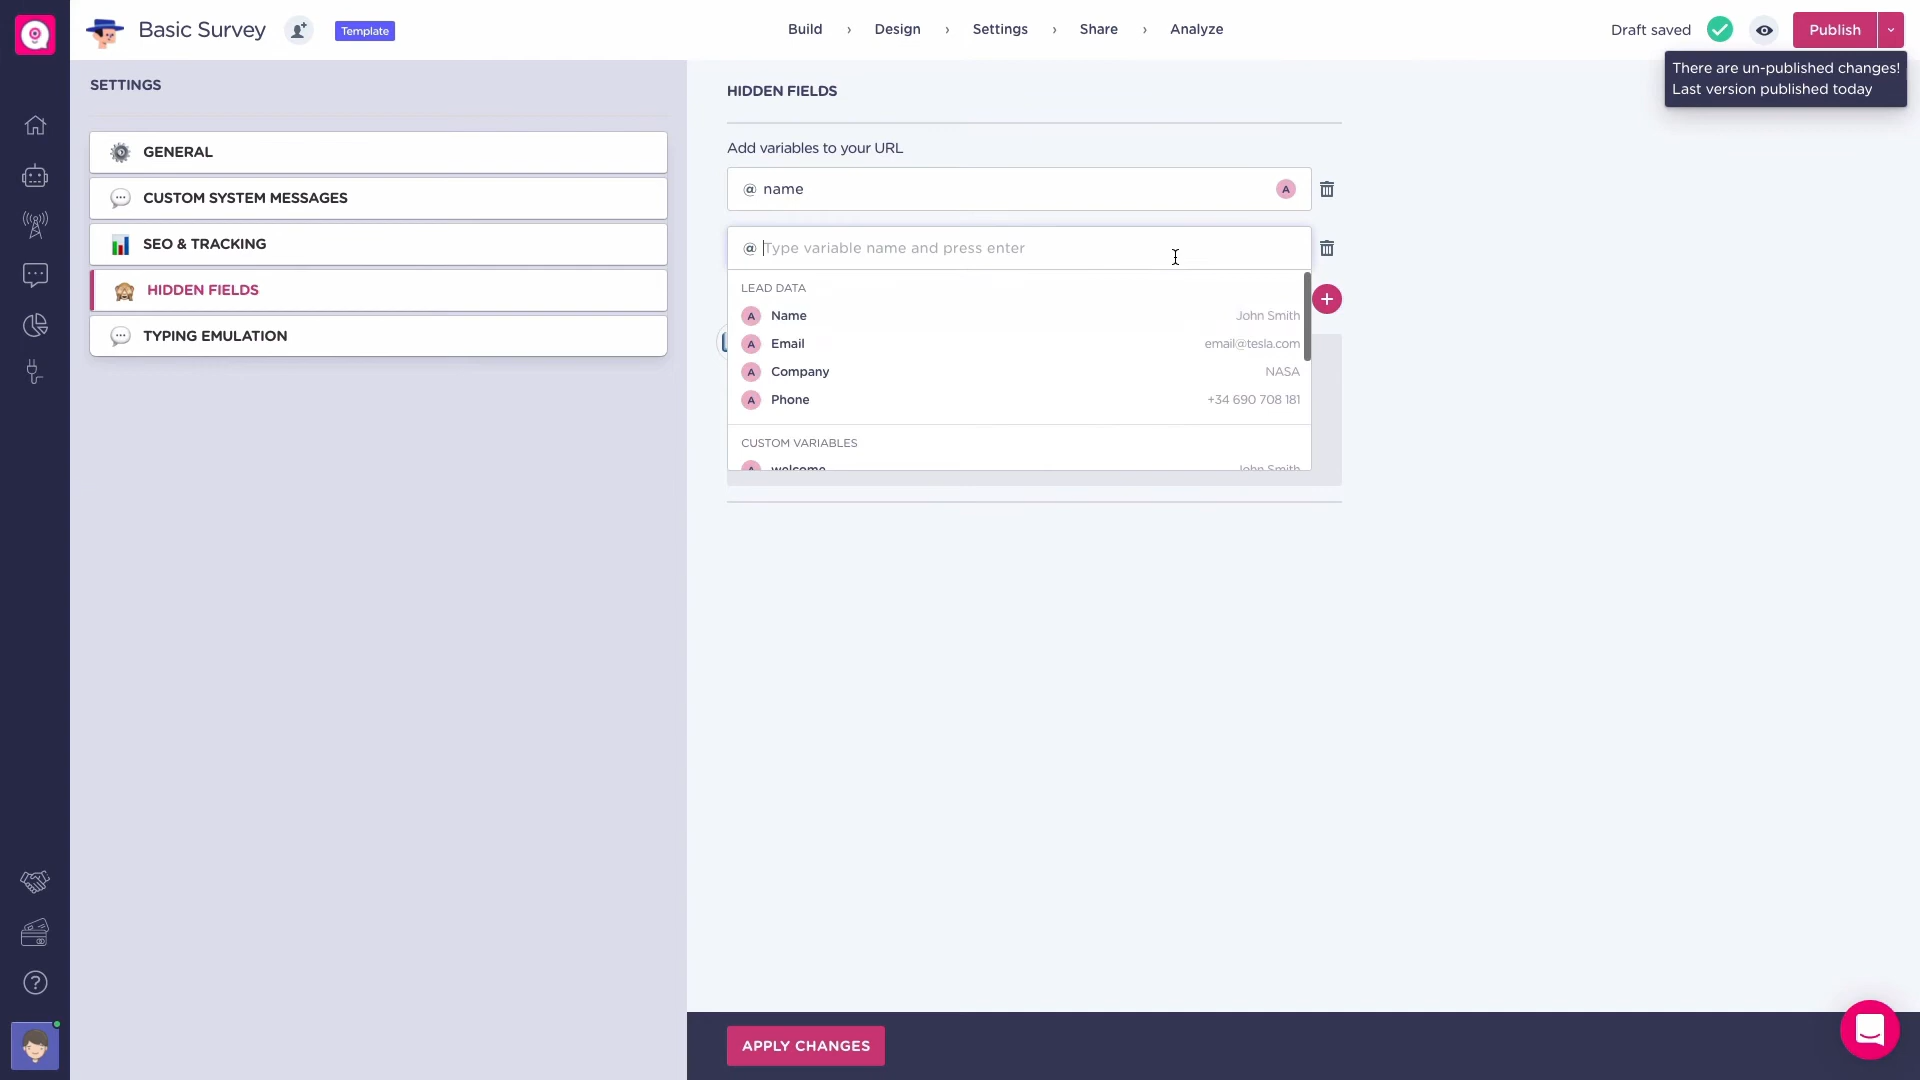 Basic Survey
Template
Build > Design > Settings > Share > Analyze
Draft saved
Publish
There are un-published changes!
Last version published today
SETTINGS
GENERAL
CUSTOM SYSTEM MESSAGES
SEO & TRACKING
HIDDEN FIELDS
TYPING EMULATION
HIDDEN FIELDS
Add variables to your URL
@ name A
@ Type variable name and press enter
LEAD DATA
A Name John Smith
A Email email@tesla.com
A Company NASA
A Phone +34 690 708 181
CUSTOM VARIABLES
A welcome John Smith
APPLY CHANGES